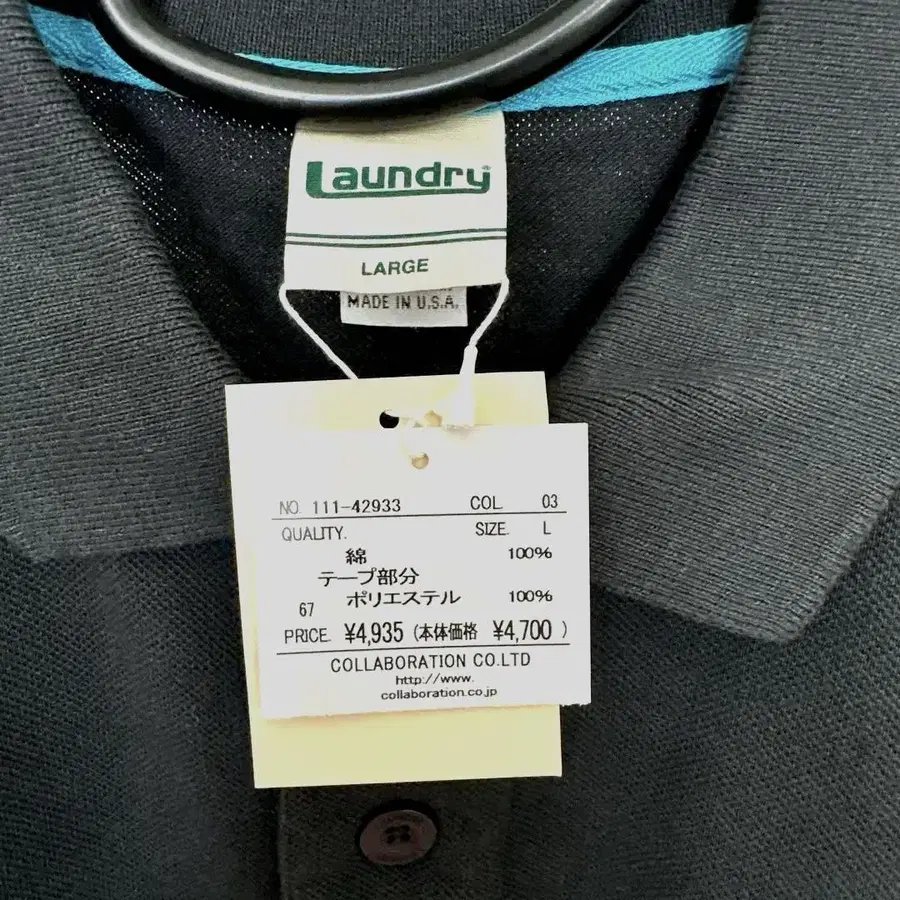 Laundry
LARGE
MADE IN U.S.A.
NO. 111-42933 COL. 03
QUALITY. SIZE. L
綿 100%
テープ部分
67 ポリエステル 100%
PRICE. ¥4,935 (本体価格 ¥4,700 )
COLLABORATION CO.LTD
http://www.
collaboration.co.jp